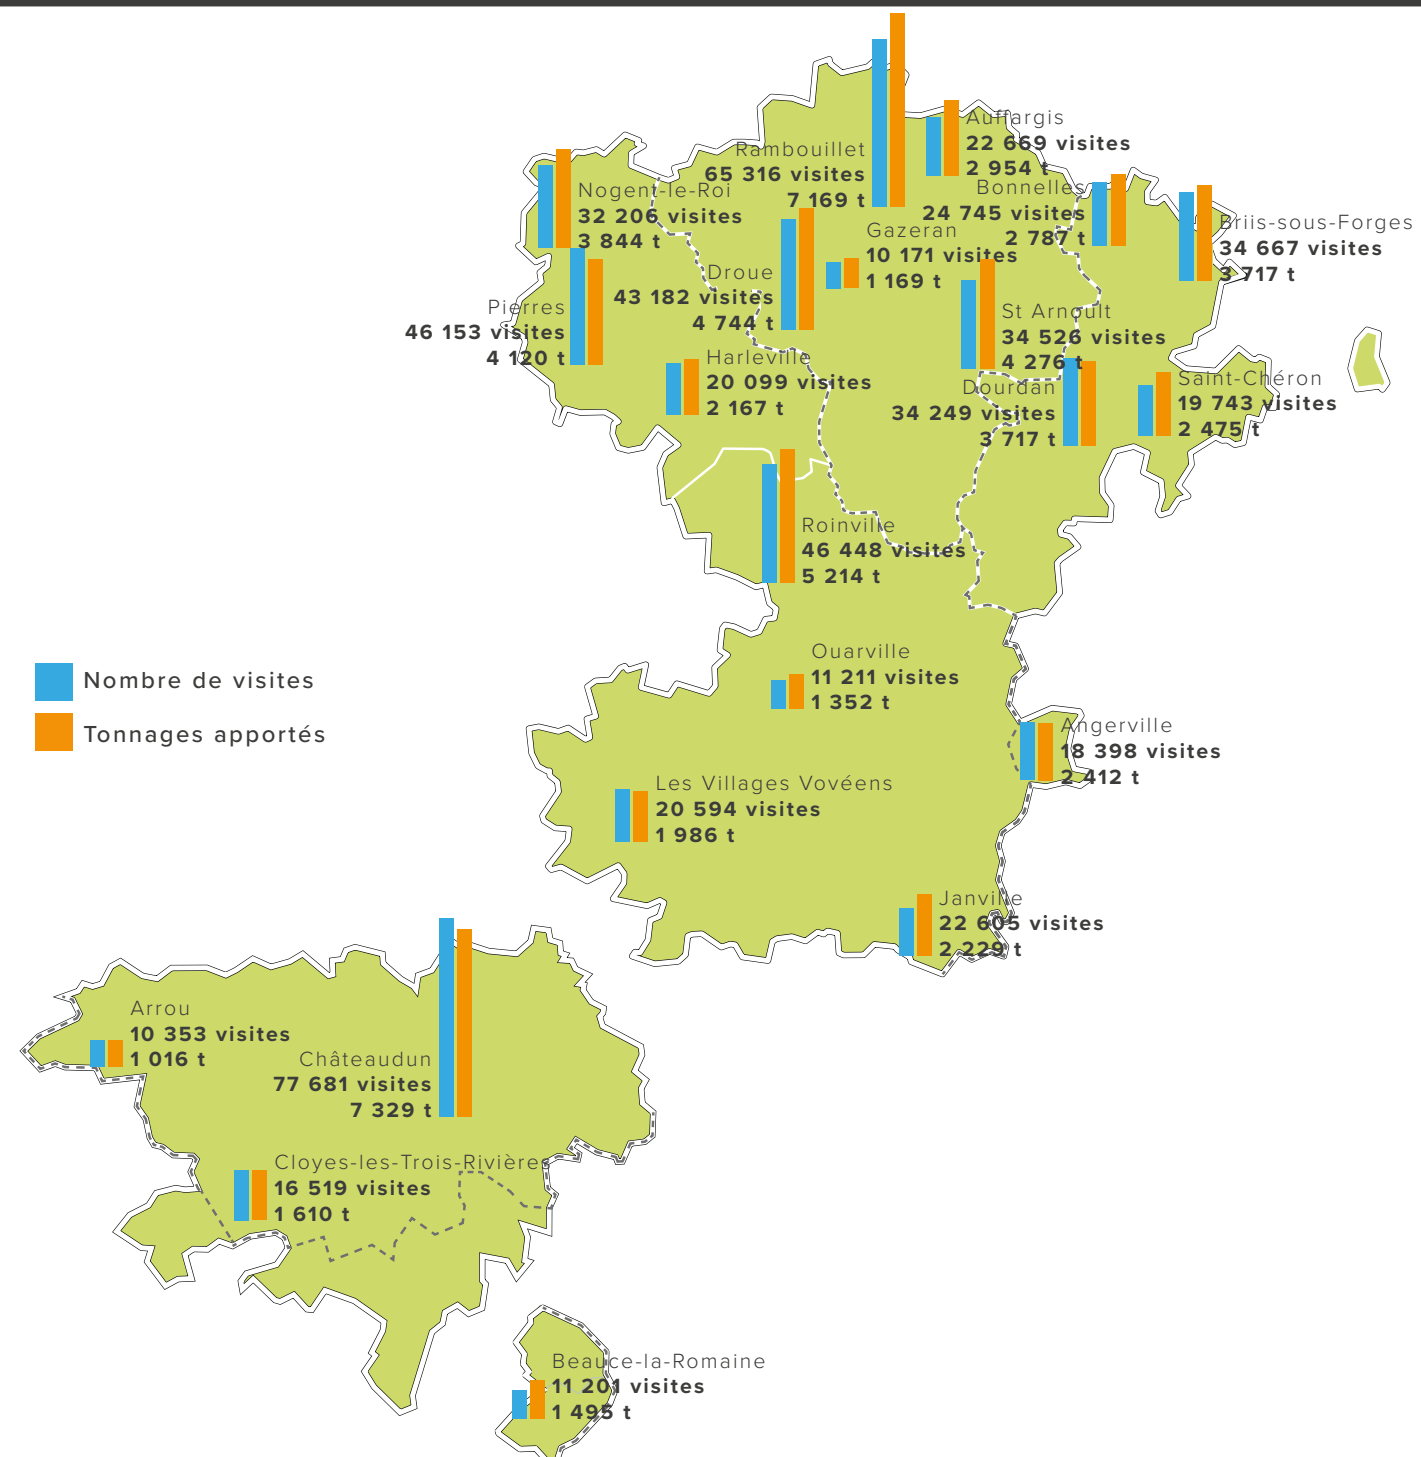 Auffargis
22 669 visites
2 954 t
Rambouillet
65 316 visites
7 169 t
Nogent-le-Roi
32 206 visites
3 844 t
Bonnelles
24 745 visites
2 787 t
Briis-sous-Forges
34 667 visites
3 717 t
Gazeran
10 171 visites
1 169 t
Droue
43 182 visites
4 744 t
Pierres
46 153 visites
4 120 t
St Arnoult
34 526 visites
4 276 t
Harleville
20 099 visites
2 167 t
Dourdan
34 249 visites
3 717 t
Saint-Chéron
19 743 visites
2 475 t
Roinville
46 448 visites
5 214 t
Ouarville
11 211 visites
1 352 t
Nombre de visites
Tonnages apportés
Angerville
18 398 visites
2 412 t
Les Villages Vovéens
20 594 visites
1 986 t
Janville
22 605 visites
2 229 t
Arrou
10 353 visites
1 016 t
Châteaudun
77 681 visites
7 329 t
Cloyes-les-Trois-Rivières
16 519 visites
1 610 t
Beauce-la-Romaine
11 201 visites
1 495 t